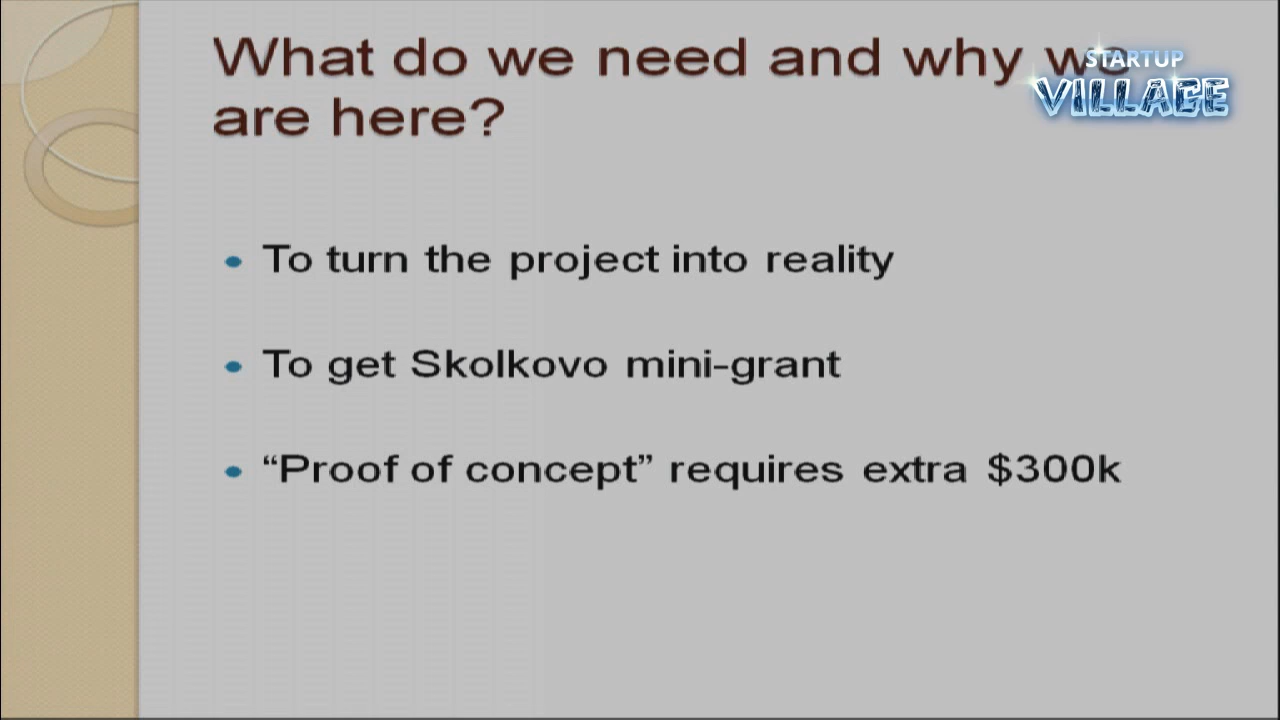 What do we need and why we
are here?
STARTUP
VILLAGE
• To turn the project into reality
• To get Skolkovo mini-grant
• “Proof of concept” requires extra $300k